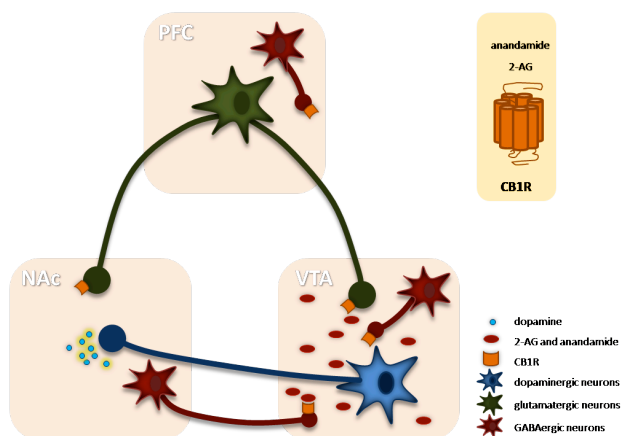 PFC
anandamide
2-AG
CB1R
NAc
VTA
dopamine
2-AG and anandamide
CB1R
dopaminergic neurons
glutamatergic neurons
GABAergic neurons